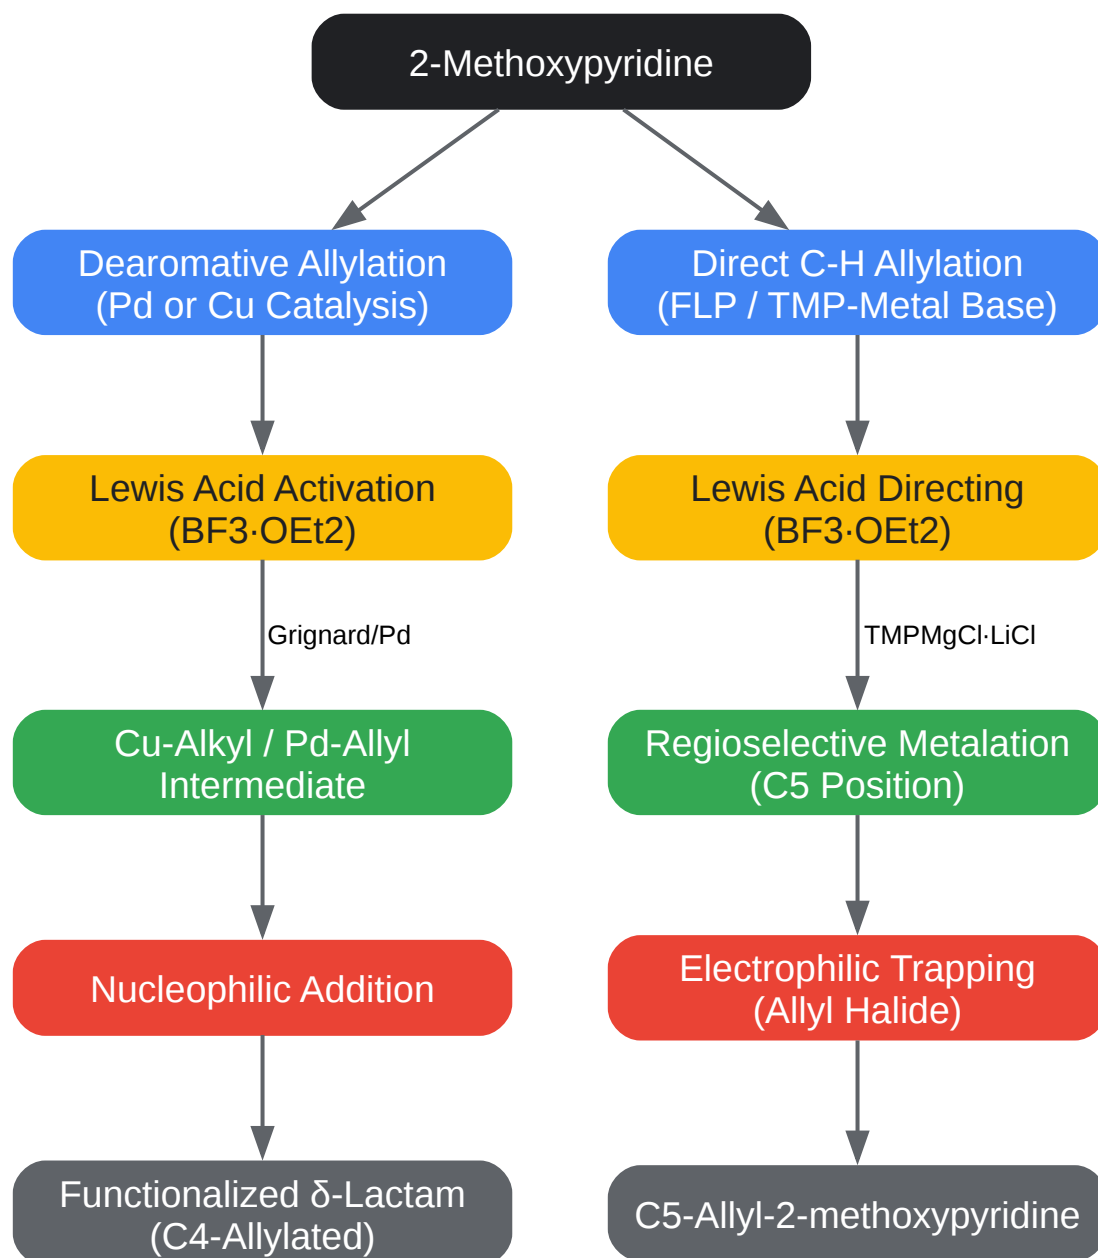 2-Methoxypyridine
Dearomative Allylation
(Pd or Cu Catalysis)
Direct C-H Allylation
(FLP / TMP-Metal Base)
Lewis Acid Activation
(BF3·OEt2)
Lewis Acid Directing
(BF3·OEt2)
Grignard/Pd
TMPMgCl·LiCl
Cu-Alkyl / Pd-Allyl
Intermediate
Regioselective Metalation
(C5 Position)
Nucleophilic Addition
Electrophilic Trapping
(Allyl Halide)
Functionalized δ-Lactam
(C4-Allylated)
C5-Allyl-2-methoxypyridine